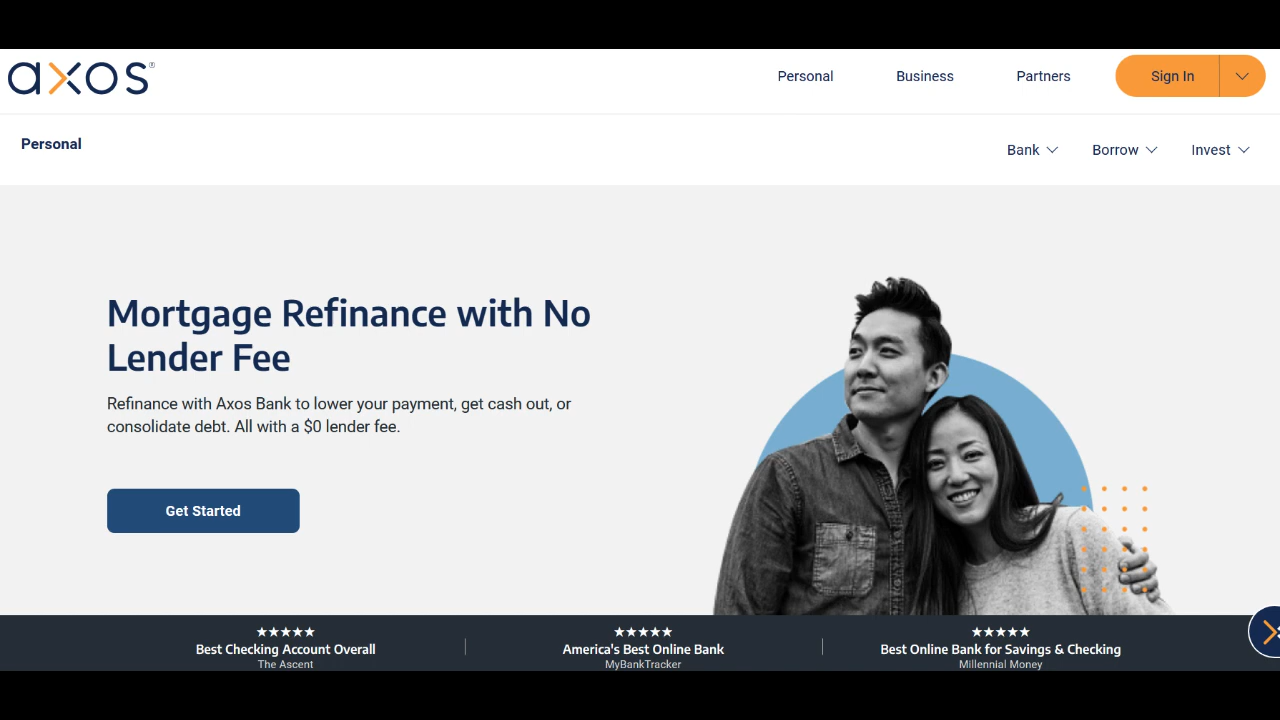 axos®
Personal
Business
Partners
Sign In
Personal
Bank
Borrow
Invest
Mortgage Refinance with No
Lender Fee
Refinance with Axos Bank to lower your payment, get cash out, or
consolidate debt. All with a $0 lender fee.
Get Started
★★★★★
Best Checking Account Overall
The Ascent
★★★★★
America's Best Online Bank
MyBankTracker
★★★★★
Best Online Bank for Savings & Checking
Millennial Money